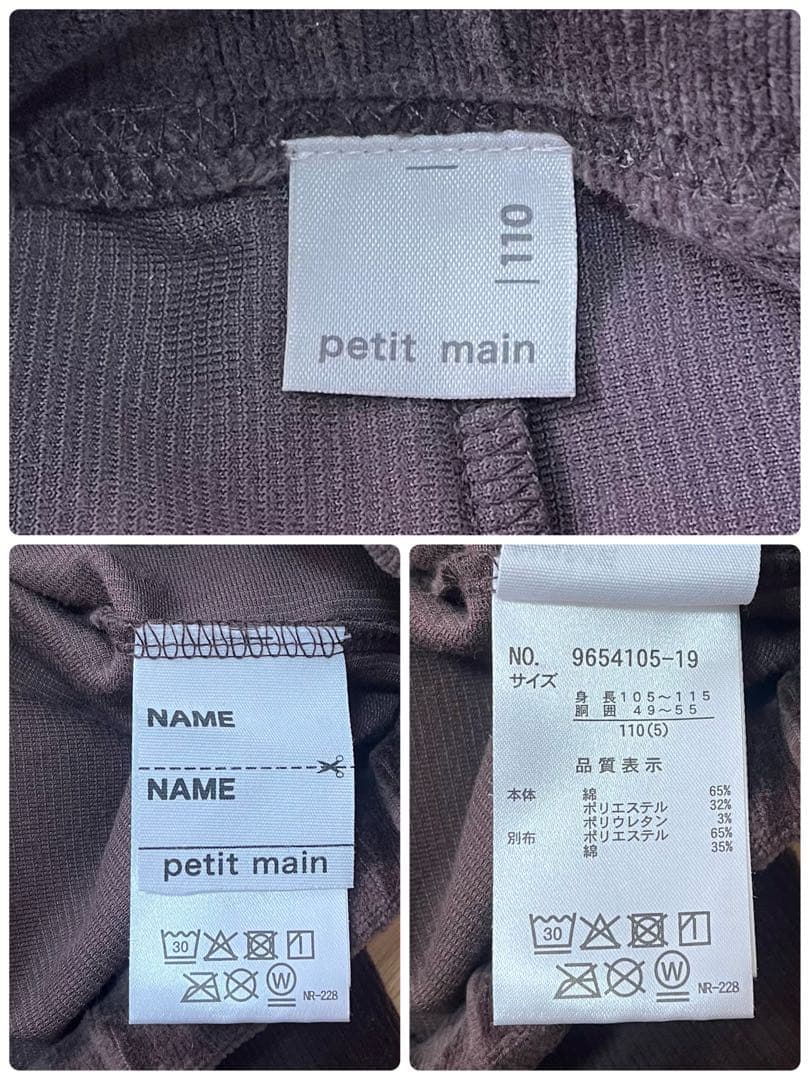 110
petit main
NAME
NAME
petit main
30
W
NR-228
NO. 9654105-19
サイズ
身長105～115
胴囲 49～55
110(5)
品質表示
本体 綿 65%
ポリエステル 32%
ポリウレタン 3%
別布 ポリエステル 65%
綿 35%
30
W
NR-228